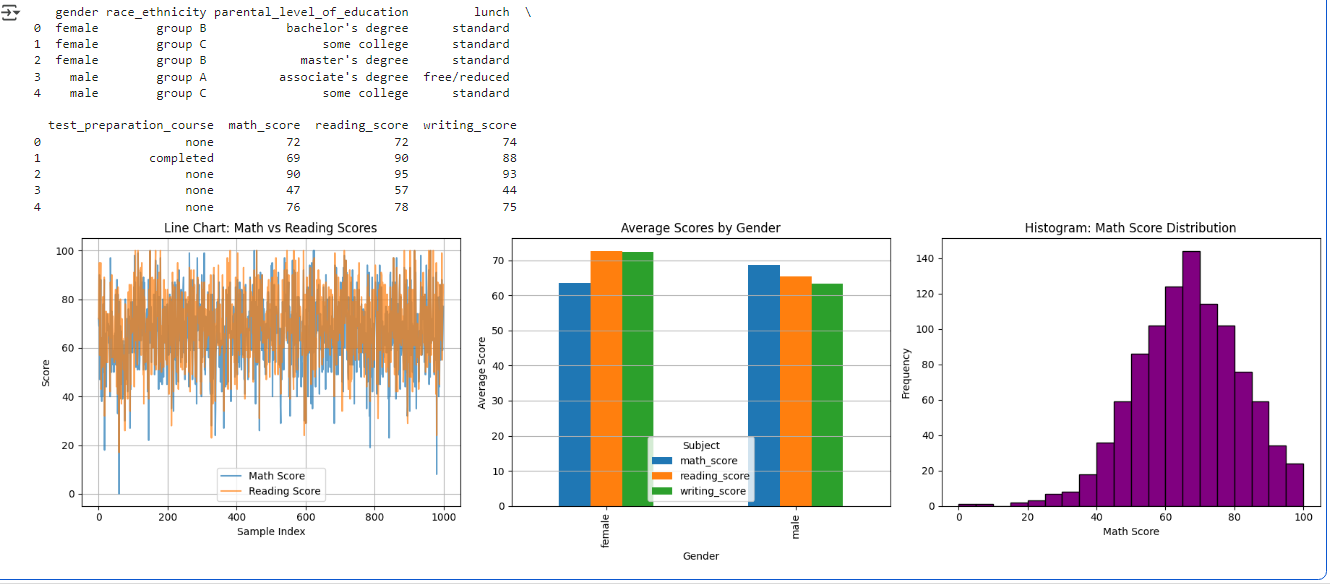 gender race_ethnicity parental_level_of_education lunch \
0 female group B bachelor's degree standard
1 female group C some college standard
2 female group B master's degree standard
3 male group A associate's degree free/reduced
4 male group C some college standard
test_preparation_course math_score reading_score writing_score
0 none 72 72 74
1 completed 69 90 88
2 none 90 95 93
3 none 47 57 44
4 none 76 78 75
Line Chart: Math vs Reading Scores
100
80
60
40
20
0
Score
Math Score
Reading Score
0 200 400 600 800 1000
Sample Index
Average Scores by Gender
70
60
50
40
30
20
10
0
Average Score
Subject
math_score
reading_score
writing_score
female male
Gender
Histogram: Math Score Distribution
140
120
100
80
60
40
20
0
Frequency
0 20 40 60 80 100
Math Score